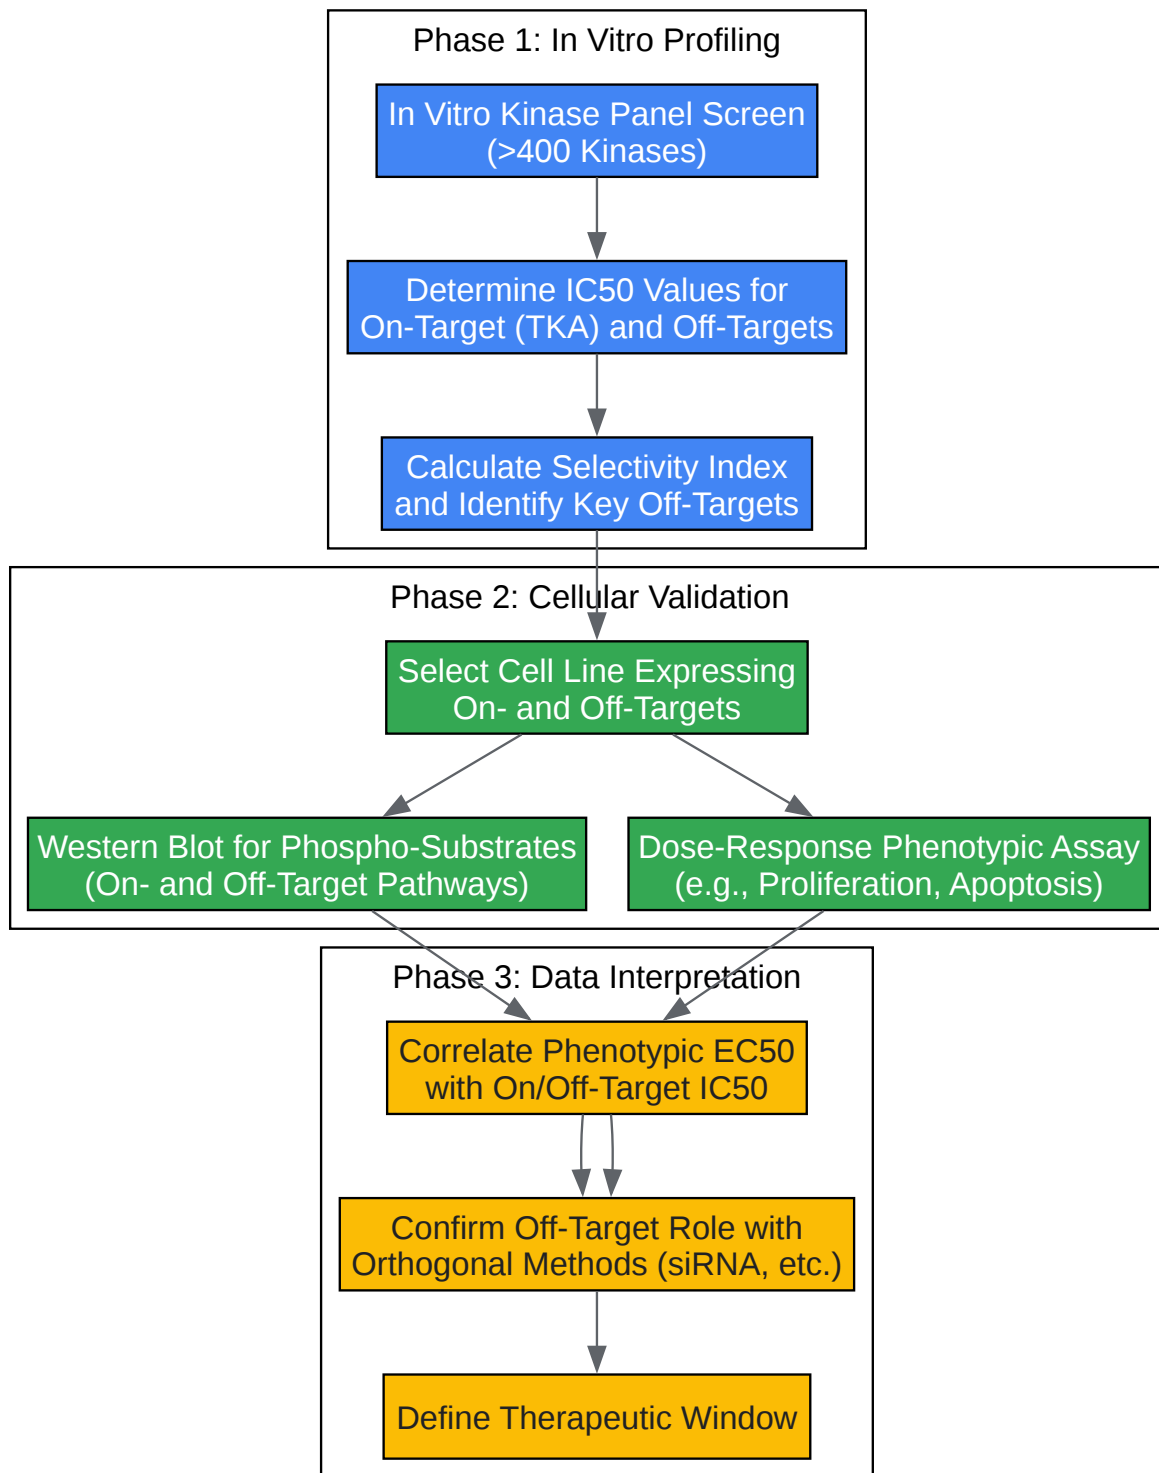 Phase 1: In Vitro Profiling
In Vitro Kinase Panel Screen
(>400 Kinases)
Determine IC50 Values for
On-Target (TKA) and Off-Targets
Calculate Selectivity Index
and Identify Key Off-Targets
Phase 2: Cellular Validation
Select Cell Line Expressing
On- and Off-Targets
Western Blot for Phospho-Substrates
(On- and Off-Target Pathways)
Dose-Response Phenotypic Assay
(e.g., Proliferation, Apoptosis)
Phase 3: Data Interpretation
Correlate Phenotypic EC50
with On/Off-Target IC50
Confirm Off-Target Role with
Orthogonal Methods (siRNA, etc.)
Define Therapeutic Window